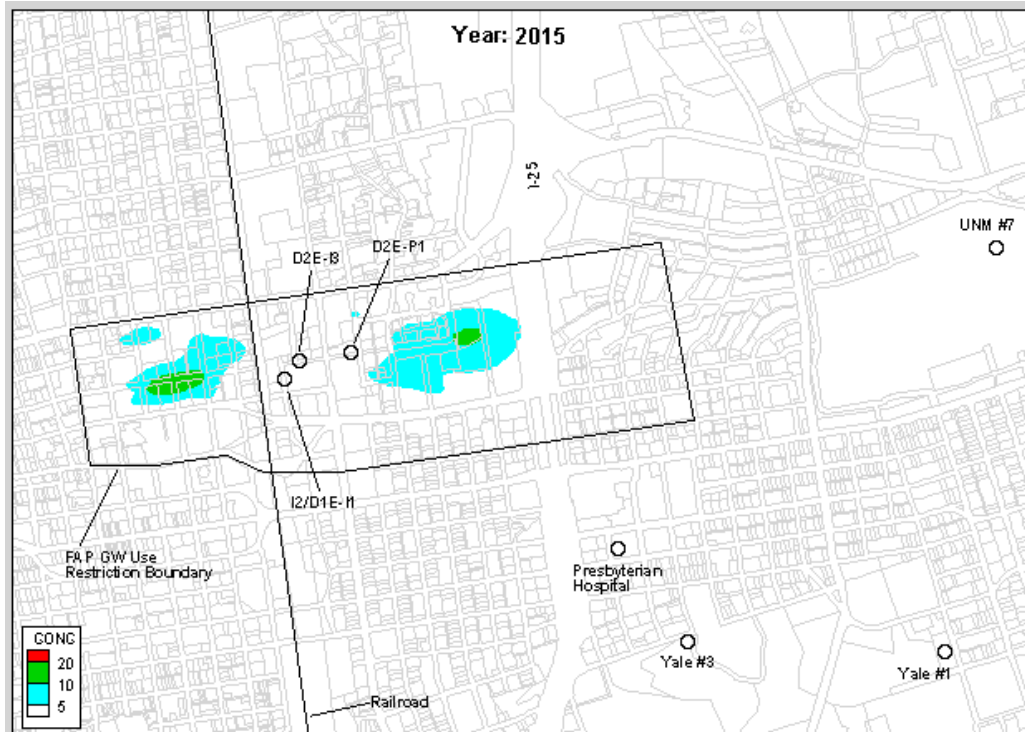 Year: 2015
I-25
UNM #7
D2E-P1
D2E-I3
I2/D1E-I1
FAP GW Use
Restriction Boundary
Presbyterian
Hospital
Yale #3
Yale #1
Railroad
CONC
20
10
5